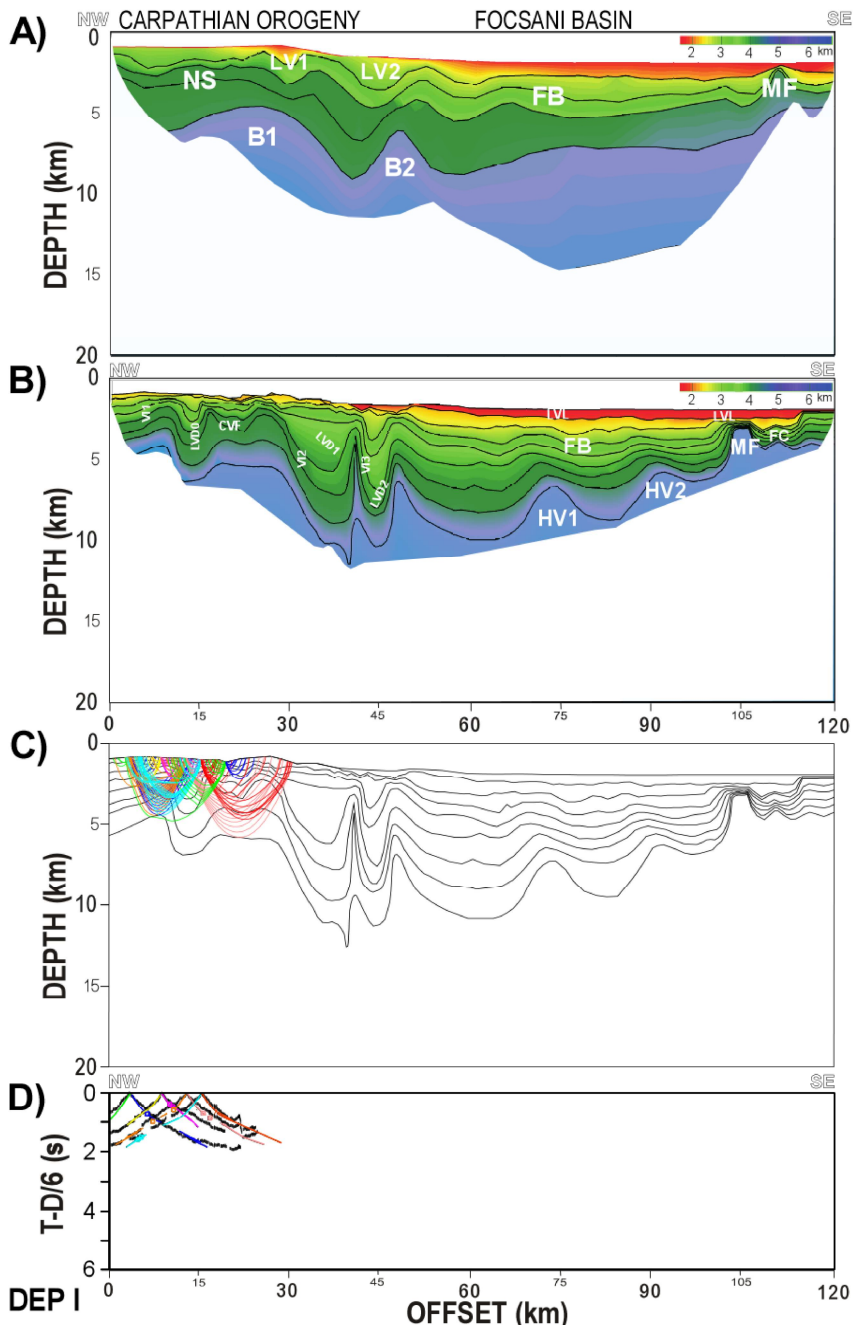 A)
NW CARPATHIAN OROGENY FOCSANI BASIN SE
0
2 3 4 5 6 km
NS LV1 LV2 FB MF
5
B1 B2
10
15
20
DEPTH (km)
B)
NW SE
0
2 3 4 5 6 km
VI1 LVD0 CVF VI2 LVD1 VI3 LVD2 LVL FB LVL MF FC
5
HV1 HV2
10
15
20
DEPTH (km)
0 15 30 45 60 75 90 105 120
C)
0
5
10
15
20
DEPTH (km)
D)
NW SE
0
2
4
6
T-D/6 (s)
0 15 30 45 60 75 90 105 120
DEP I OFFSET (km)